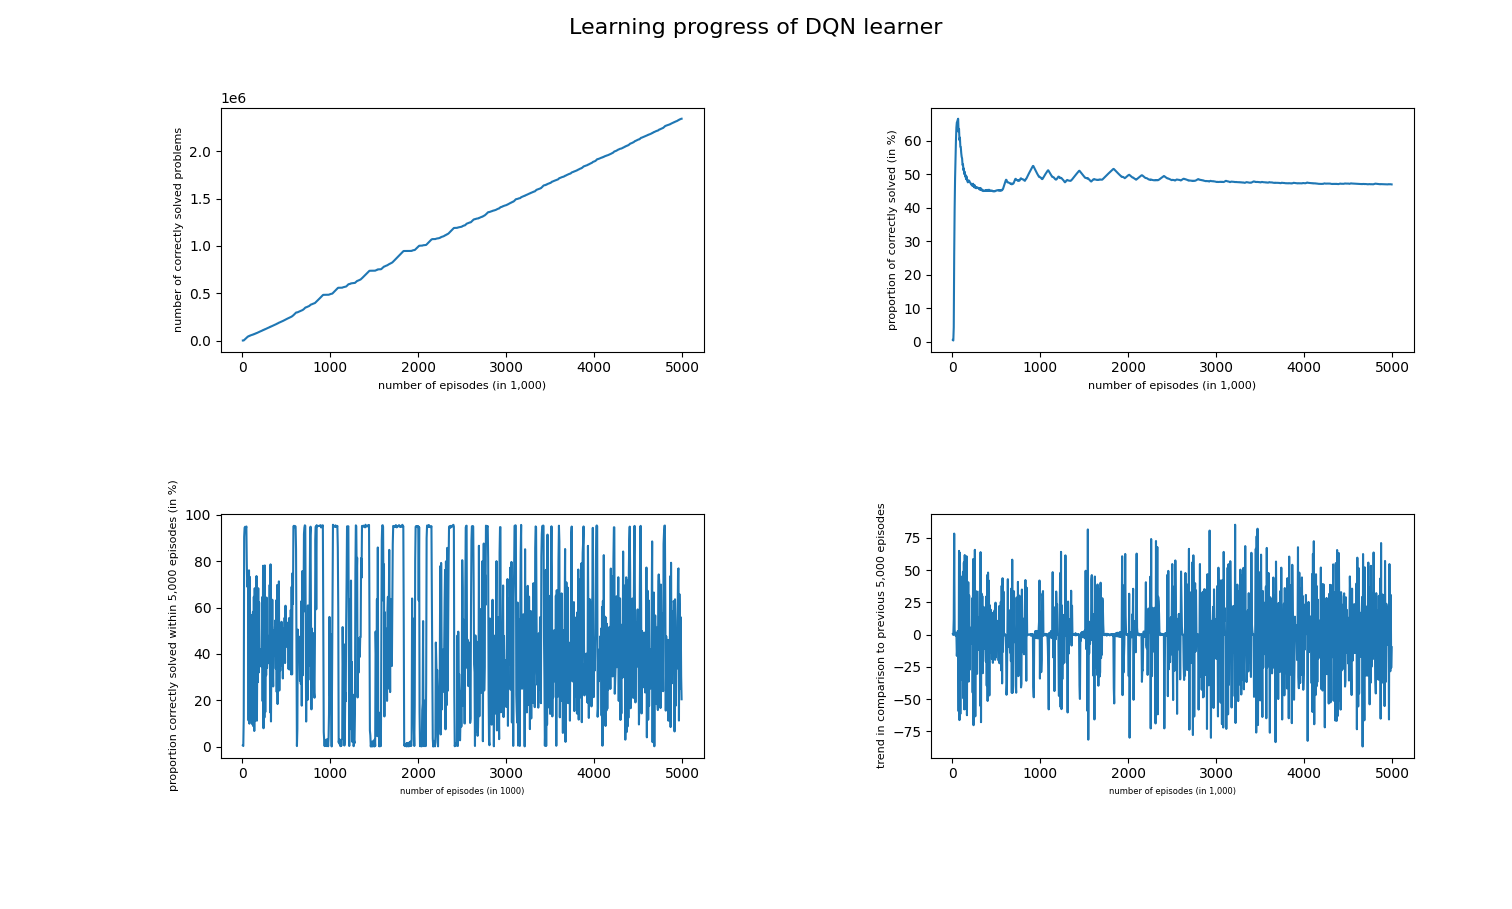 Learning progress of DQN learner
1e6
number of correctly solved problems
2.0
1.5
1.0
0.5
0.0
0 1000 2000 3000 4000 5000
number of episodes (in 1,000)
proportion of correctly solved (in %)
60
50
40
30
20
10
0
0 1000 2000 3000 4000 5000
number of episodes (in 1,000)
proportion correctly solved within 5,000 episodes (in %)
100
80
60
40
20
0
0 1000 2000 3000 4000 5000
number of episodes (in 1000)
trend in comparison to previous 5,000 episodes
75
50
25
0
−25
−50
−75
0 1000 2000 3000 4000 5000
number of episodes (in 1,000)